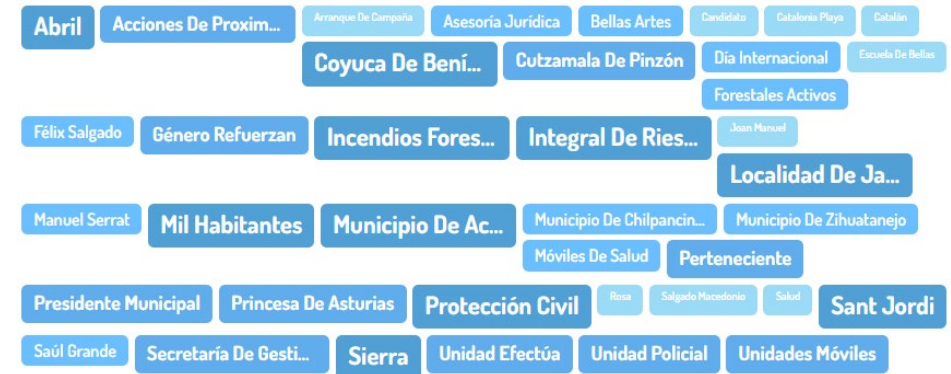 Abril
Acciones De Proxim...
Arranque De Campaña
Asesoría Jurídica
Bellas Artes
Candidato
Catalonia Playa
Catalán
Coyuca De Bení...
Cutzamala De Pinzón
Día Internacional
Escuela De Bellas
Forestales Activos
Félix Salgado
Género Refuerzan
Incendios Fores...
Integral De Ries...
Joan Manuel
Localidad De Ja...
Manuel Serrat
Mil Habitantes
Municipio De Ac...
Municipio De Chilpancin...
Municipio De Zihuatanejo
Móviles De Salud
Perteneciente
Presidente Municipal
Princesa De Asturias
Protección Civil
Rosa
Salgado Macedonio
Salud
Sant Jordi
Saúl Grande
Secretaría De Gesti...
Sierra
Unidad Efectúa
Unidad Policial
Unidades Móviles